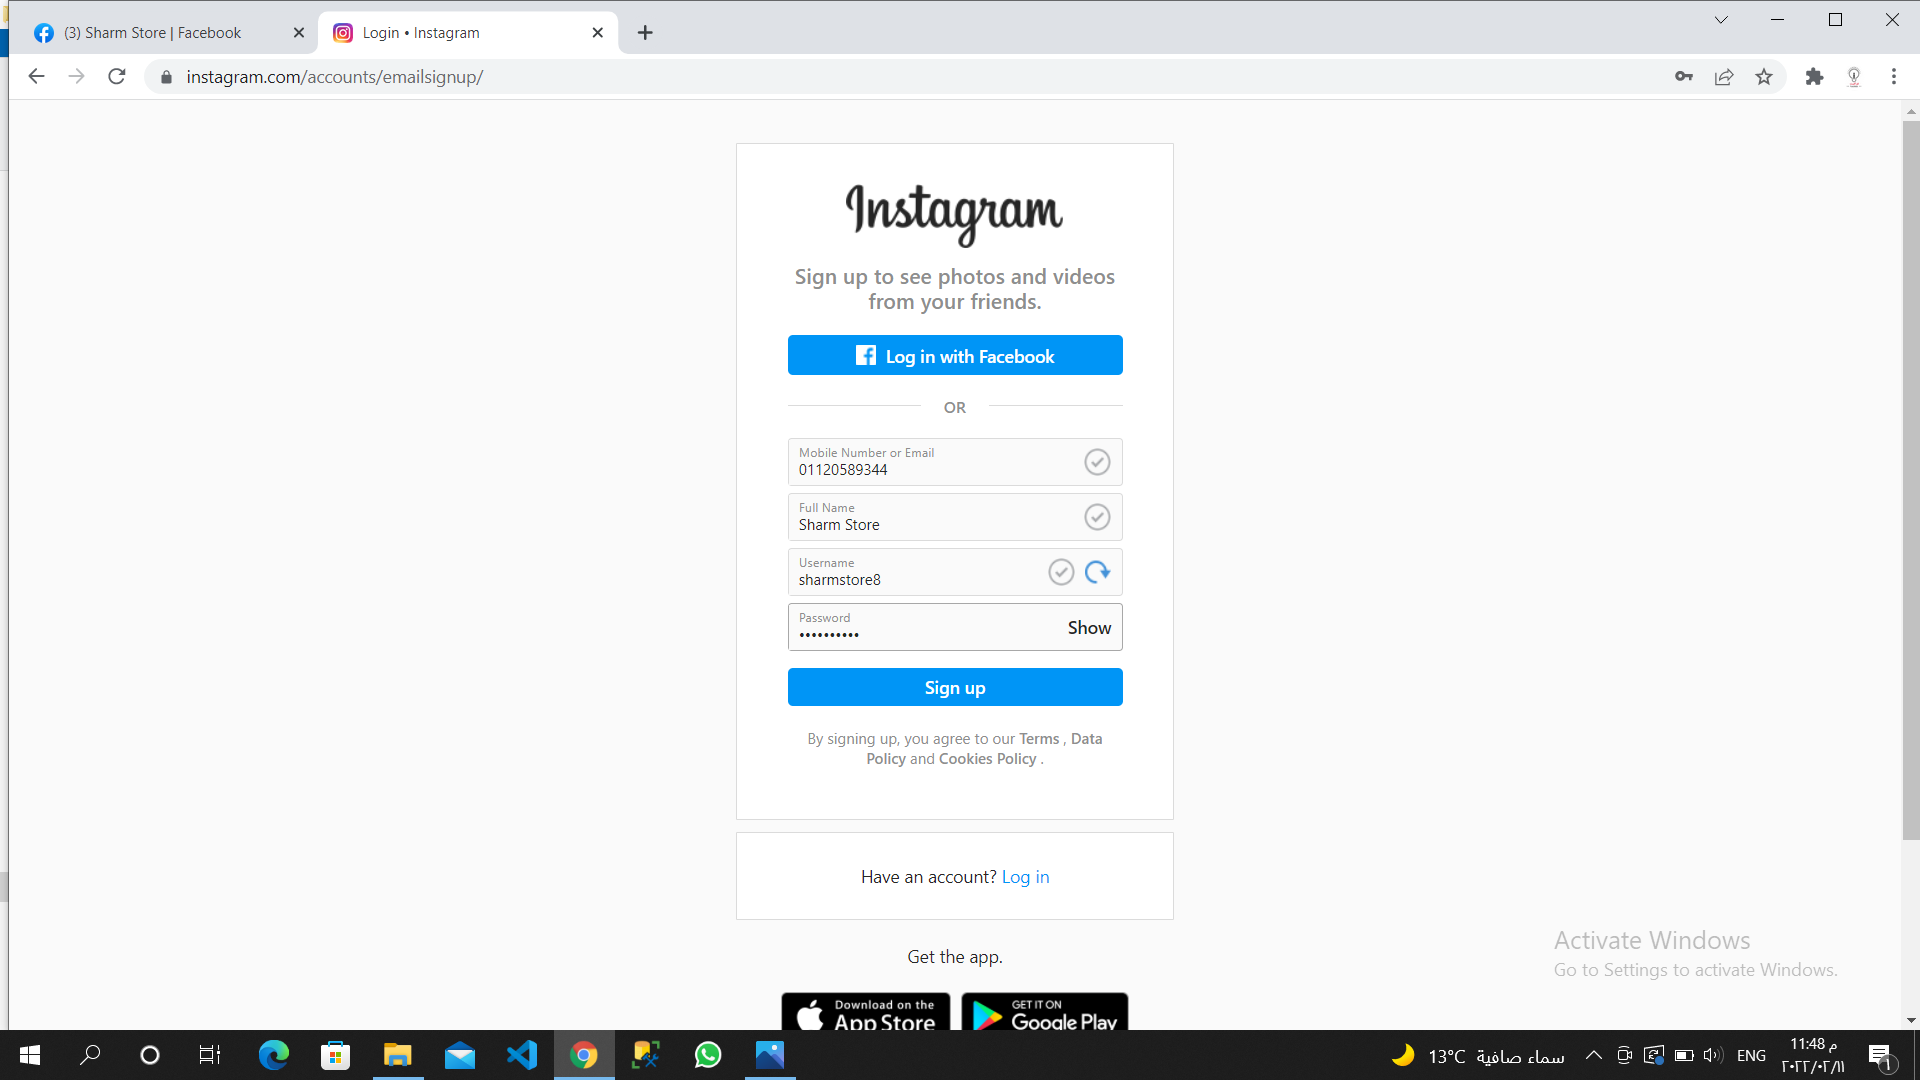 (3) Sharm Store | Facebook
Login • Instagram
instagram.com/accounts/emailsignup/
Instagram
Sign up to see photos and videos
from your friends.
Log in with Facebook
OR
Mobile Number or Email
01120589344
Full Name
Sharm Store
Username
sharmstore8
Password
••••••••••
Show
Sign up
By signing up, you agree to our Terms , Data
Policy and Cookies Policy .
Have an account? Log in
Get the app.
Download on the
App Store
GET IT ON
Google Play
Activate Windows
Go to Settings to activate Windows.
13°C سماء صافية
ENG
11:48 م
٢٠٢٢/٠٢/١١
١